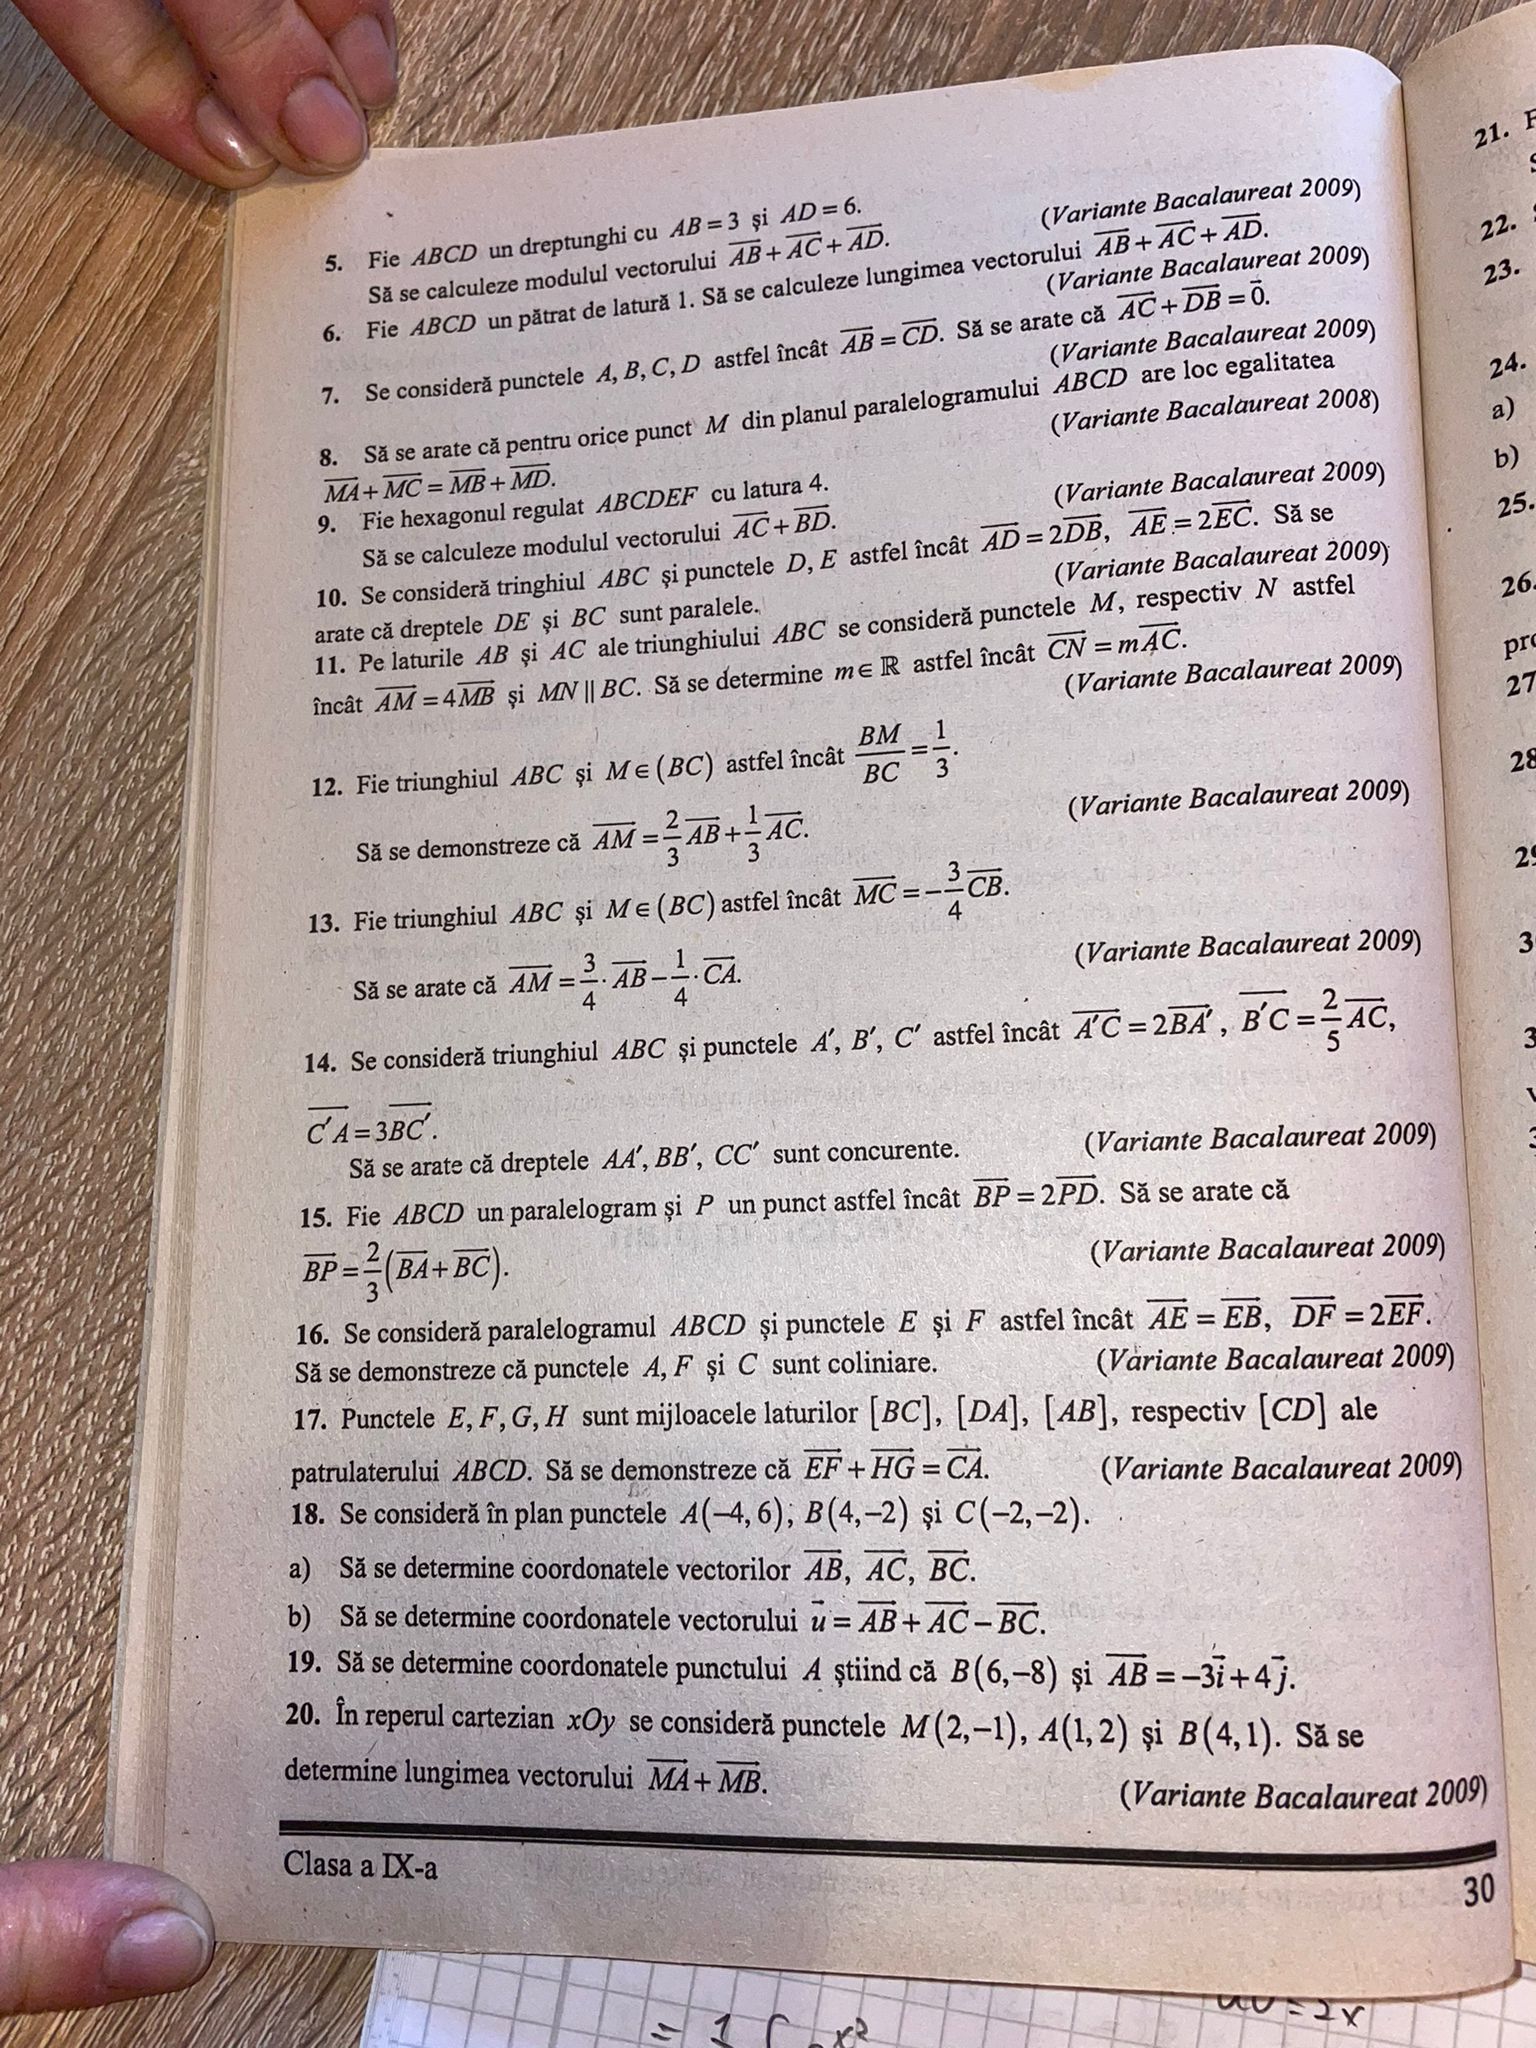 5. Fie ABCD un dreptunghi cu AB = 3 și AD = 6.
Să se calculeze modulul vectorului \overrightarrow{AB} + \overrightarrow{AC} + \overrightarrow{AD}. (Variante Bacalaureat 2009)
6. Fie ABCD un pătrat de latură 1. Să se calculeze lungimea vectorului \overrightarrow{AB} + \overrightarrow{AC} + \overrightarrow{AD}.
(Variante Bacalaureat 2009)
7. Se consideră punctele A, B, C, D astfel încât \overrightarrow{AB} = \overrightarrow{CD}. Să se arate că \overrightarrow{AC} + \overrightarrow{DB} = \vec{0}.
(Variante Bacalaureat 2009)
8. Să se arate că pentru orice punct M din planul paralelogramului ABCD are loc egalitatea
\overrightarrow{MA} + \overrightarrow{MC} = \overrightarrow{MB} + \overrightarrow{MD}. (Variante Bacalaureat 2008)
9. Fie hexagonul regulat ABCDEF cu latura 4.
Să se calculeze modulul vectorului \overrightarrow{AC} + \overrightarrow{BD}. (Variante Bacalaureat 2009)
10. Se consideră tringhiul ABC și punctele D, E astfel încât \overrightarrow{AD} = 2\overrightarrow{DB}, \overrightarrow{AE} = 2\overrightarrow{EC}. Să se
arate că dreptele DE și BC sunt paralele. (Variante Bacalaureat 2009)
11. Pe laturile AB și AC ale triunghiului ABC se consideră punctele M, respectiv N astfel
încât \overrightarrow{AM} = 4\overrightarrow{MB} și MN || BC. Să se determine m ∈ ℝ astfel încât \overrightarrow{CN} = m\overrightarrow{AC}.
(Variante Bacalaureat 2009)
12. Fie triunghiul ABC și M ∈ (BC) astfel încât \frac{BM}{BC} = \frac{1}{3}.
Să se demonstreze că \overrightarrow{AM} = \frac{2}{3}\overrightarrow{AB} + \frac{1}{3}\overrightarrow{AC}. (Variante Bacalaureat 2009)
13. Fie triunghiul ABC și M ∈ (BC) astfel încât \overrightarrow{MC} = -\frac{3}{4}\overrightarrow{CB}.
Să se arate că \overrightarrow{AM} = \frac{3}{4}·\overrightarrow{AB} - \frac{1}{4}·\overrightarrow{CA}. (Variante Bacalaureat 2009)
14. Se consideră triunghiul ABC și punctele A′, B′, C′ astfel încât \overrightarrow{A′C} = 2\overrightarrow{BA′}, \overrightarrow{B′C} = \frac{2}{5}\overrightarrow{AC},
\overrightarrow{C′A} = 3\overrightarrow{BC′}.
Să se arate că dreptele AA′, BB′, CC′ sunt concurente. (Variante Bacalaureat 2009)
15. Fie ABCD un paralelogram și P un punct astfel încât \overrightarrow{BP} = 2\overrightarrow{PD}. Să se arate că
\overrightarrow{BP} = \frac{2}{3}(\overrightarrow{BA} + \overrightarrow{BC}). (Variante Bacalaureat 2009)
16. Se consideră paralelogramul ABCD și punctele E și F astfel încât \overrightarrow{AE} = \overrightarrow{EB}, \overrightarrow{DF} = 2\overrightarrow{EF}.
Să se demonstreze că punctele A, F și C sunt coliniare. (Variante Bacalaureat 2009)
17. Punctele E, F, G, H sunt mijloacele laturilor [BC], [DA], [AB], respectiv [CD] ale
patrulaterului ABCD. Să se demonstreze că \overrightarrow{EF} + \overrightarrow{HG} = \overrightarrow{CA}. (Variante Bacalaureat 2009)
18. Se consideră în plan punctele A(−4, 6); B(4,−2) și C(−2,−2).
a) Să se determine coordonatele vectorilor \overrightarrow{AB}, \overrightarrow{AC}, \overrightarrow{BC}.
b) Să se determine coordonatele vectorului \vec{u} = \overrightarrow{AB} + \overrightarrow{AC} − \overrightarrow{BC}.
19. Să se determine coordonatele punctului A știind că B(6,−8) și \overrightarrow{AB} = −3\vec{i} + 4\vec{j}.
20. În reperul cartezian xOy se consideră punctele M(2,−1), A(1, 2) și B(4, 1). Să se
determine lungimea vectorului \overrightarrow{MA} + \overrightarrow{MB}.
(Variante Bacalaureat 2009)
Clasa a IX-a
30
21. F
22.
23.
24.
a)
b)
25.
26.
27
28